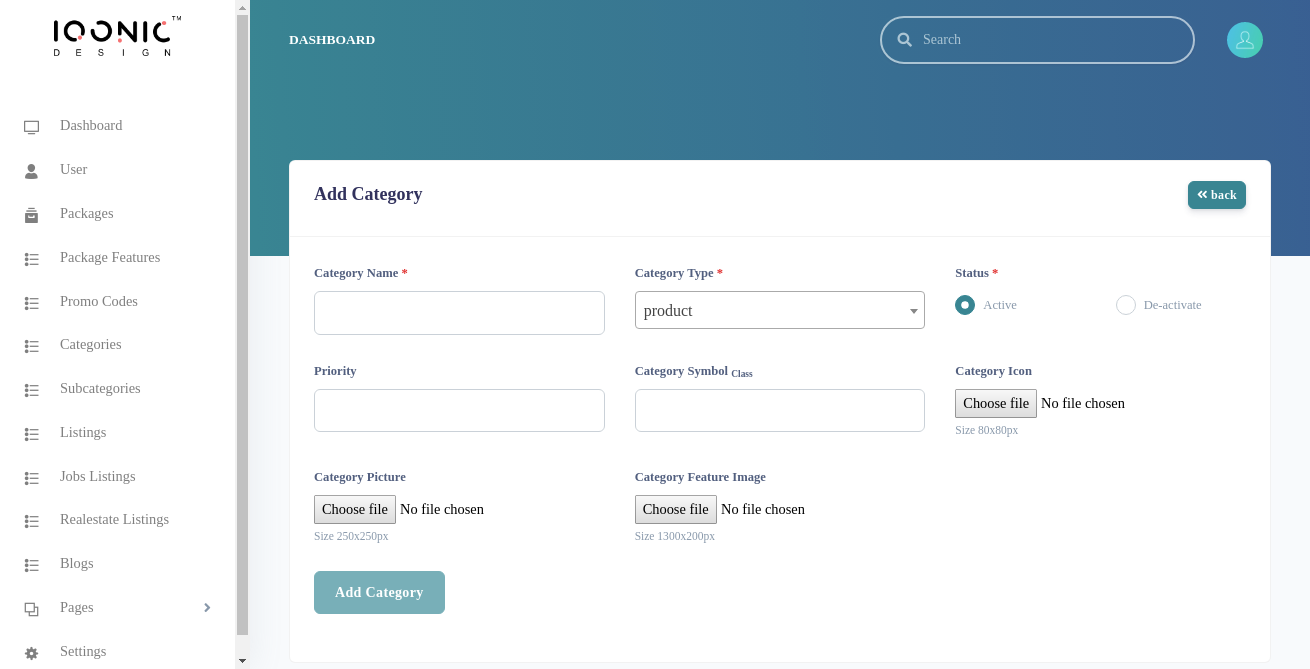 IQONIC™
DESIGN
DASHBOARD
Search
Dashboard
User
Packages
Package Features
Promo Codes
Categories
Subcategories
Listings
Jobs Listings
Realestate Listings
Blogs
Pages
Settings
Add Category
back
Category Name *
Category Type *
product
Status *
Active
De-activate
Priority
Category Symbol Class
Category Icon
Choose file No file chosen
Size 80x80px
Category Picture
Choose file No file chosen
Size 250x250px
Category Feature Image
Choose file No file chosen
Size 1300x200px
Add Category